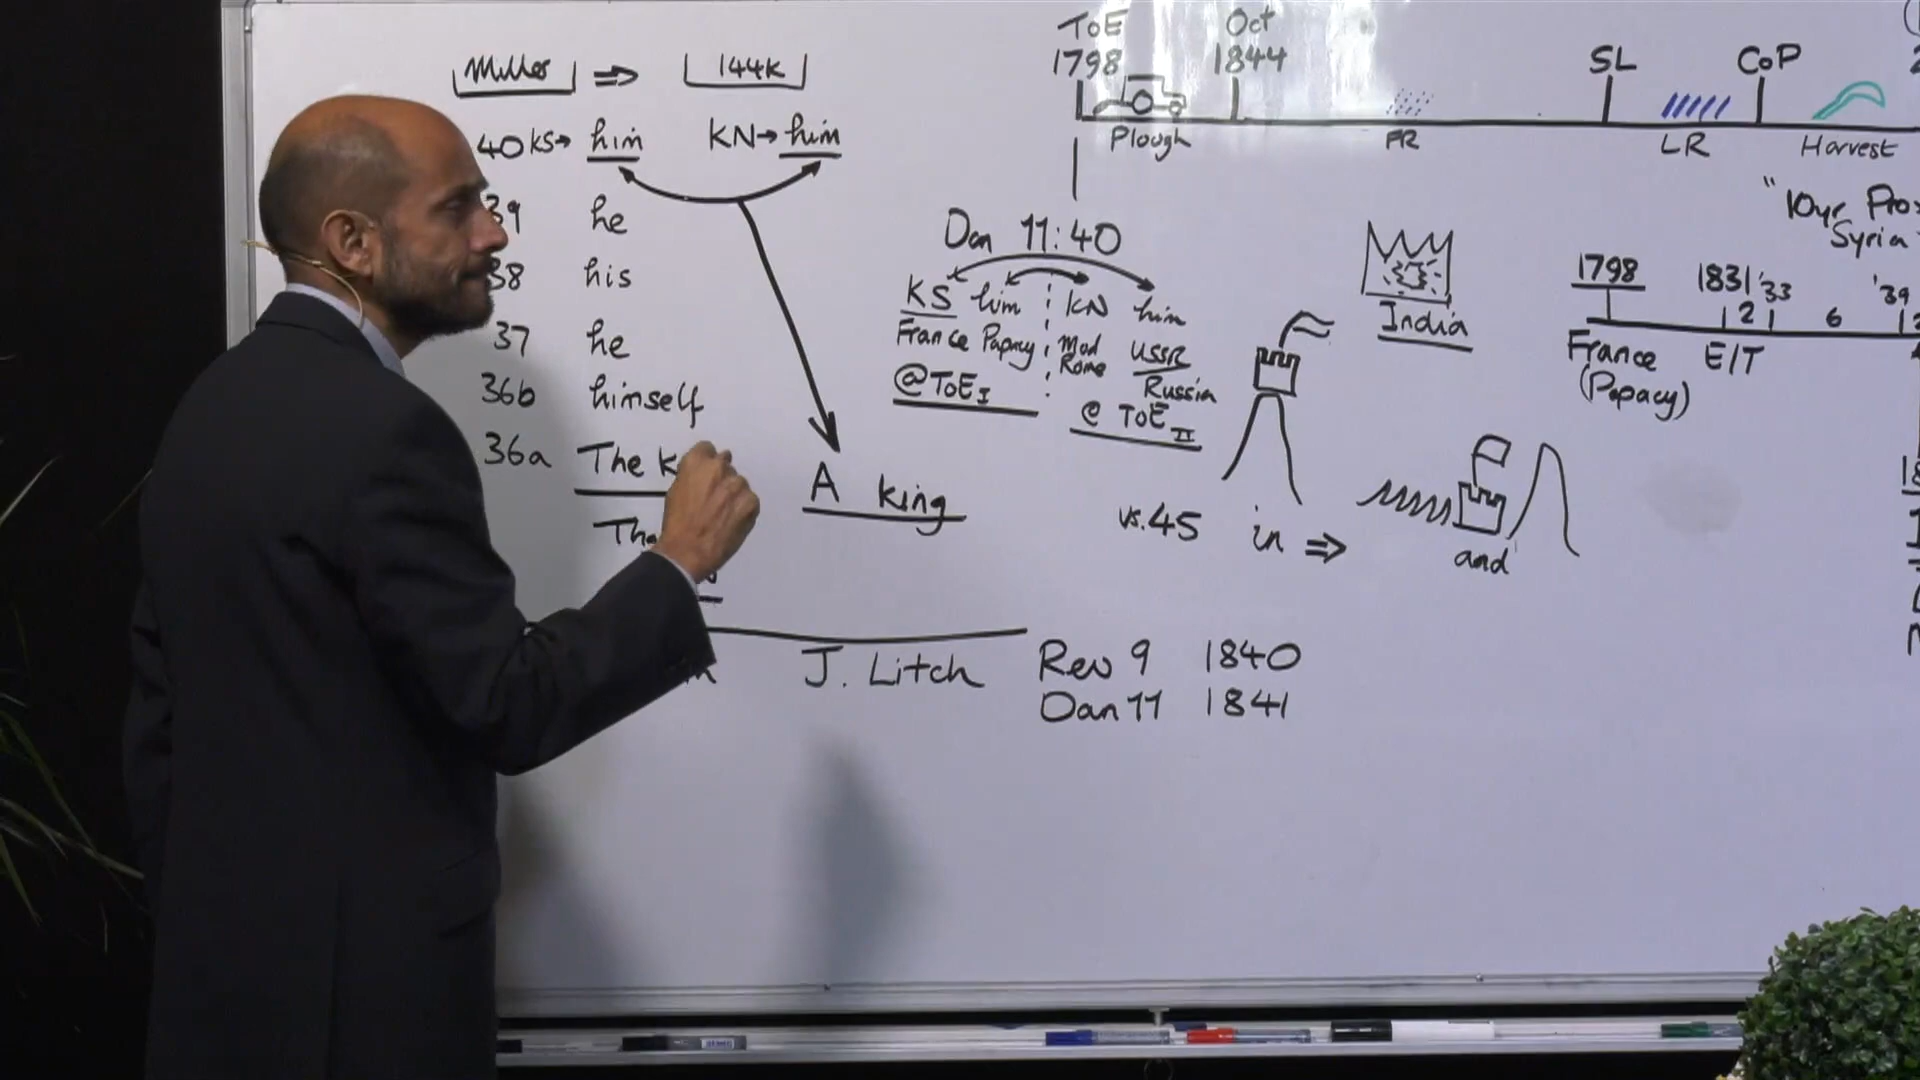 Miller ⇒ 144K
40 KS→ him KN→ him
39 he
38 his
37 he
36b himself
36a The K
A king
J. Litch Rev 9 1840
Dan 11 1841
ToE Oct
1798 1844
SL CoP
Plough FR LR Harvest
Dan 11:40
KS him KN him
France Papacy Mod Rome USSR
Russia
@ToE I
@ ToE II
India
vs.45 in ⇒
and
"10yr
Syria
1798 1831 '33 '39
2 6
France E/T
(Papacy)